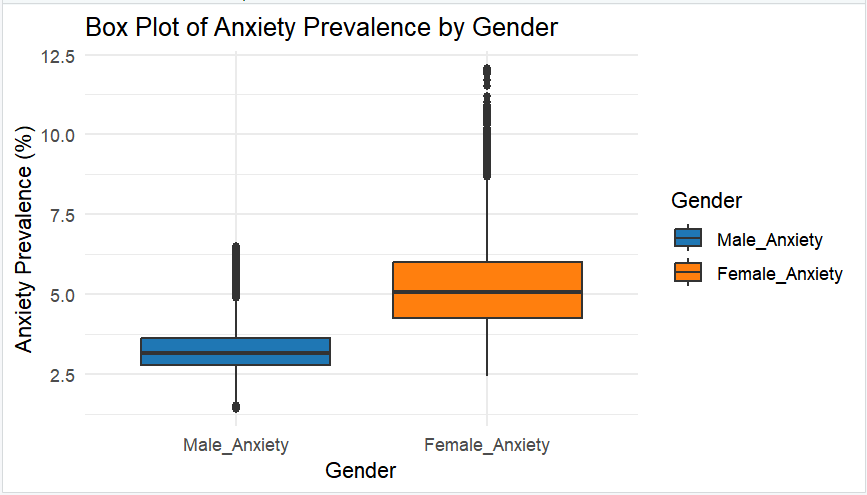 Box Plot of Anxiety Prevalence by Gender
12.5
10.0
7.5
5.0
2.5
Anxiety Prevalence (%)
Male_Anxiety
Female_Anxiety
Gender
Gender
Male_Anxiety
Female_Anxiety